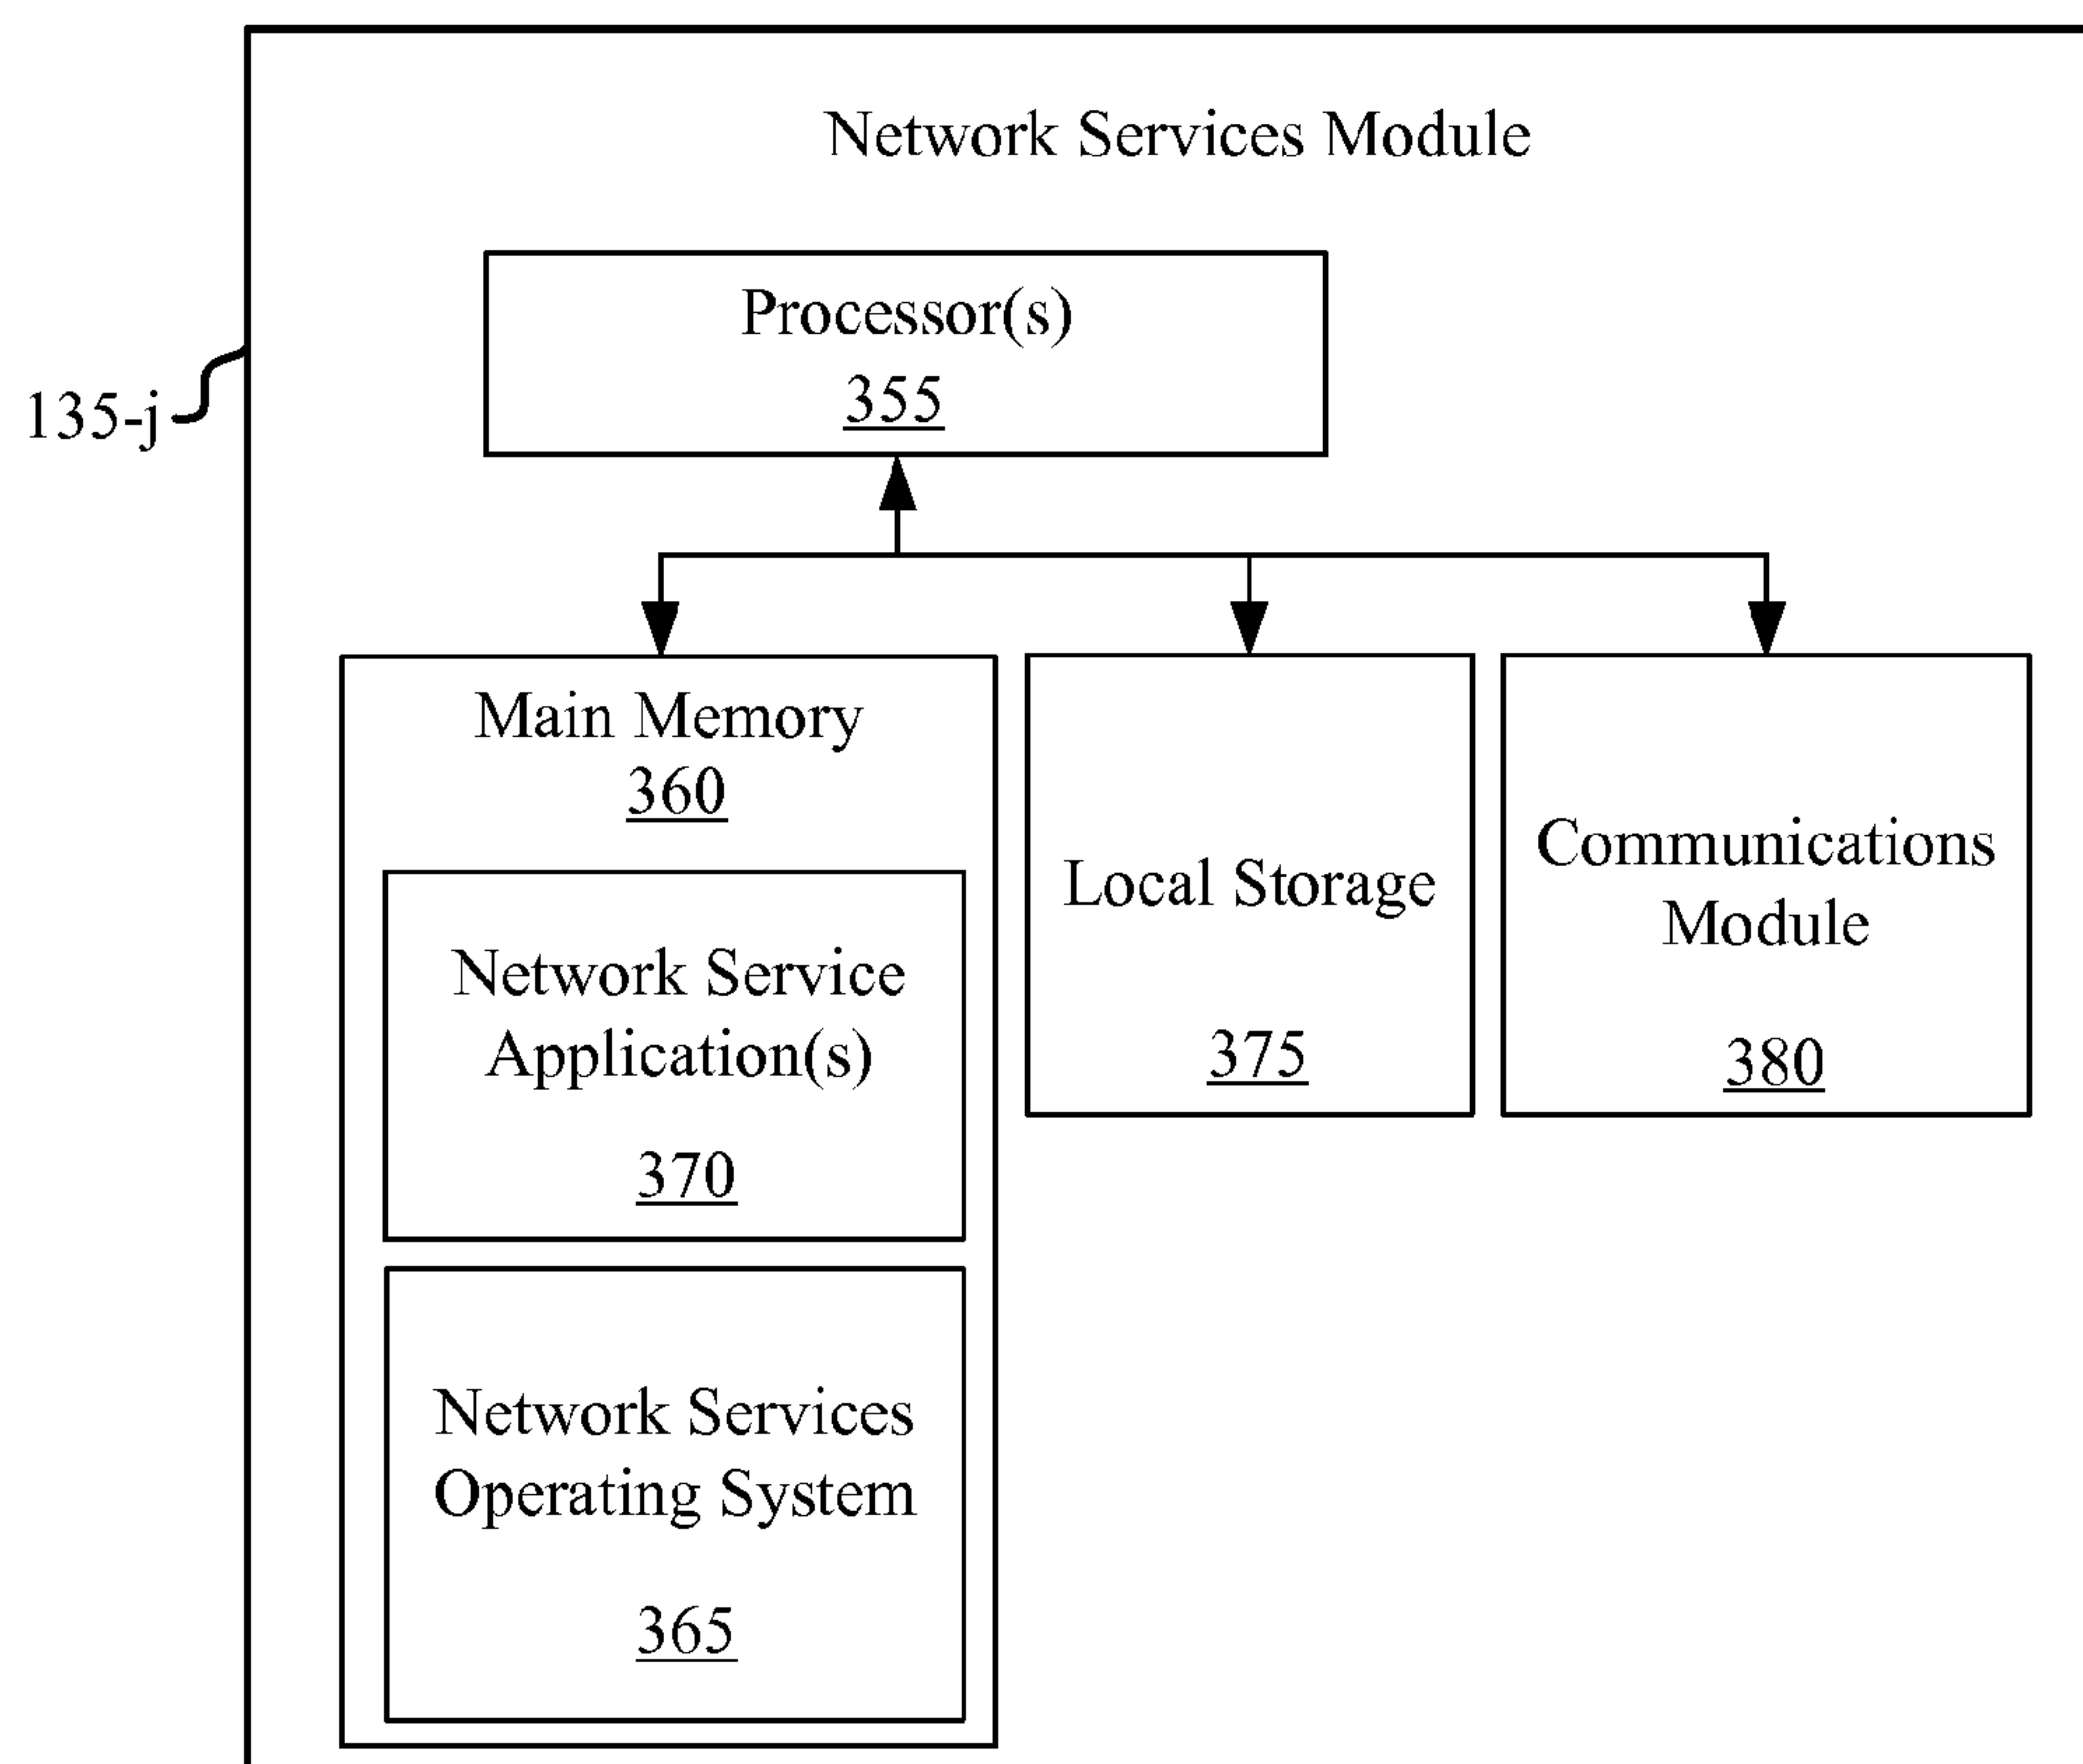 Network Services Module
Processor(s)
355
135-j
Main Memory
360
Network Service
Application(s)
370
Network Services
Operating System
365
Local Storage
375
Communications
Module
380